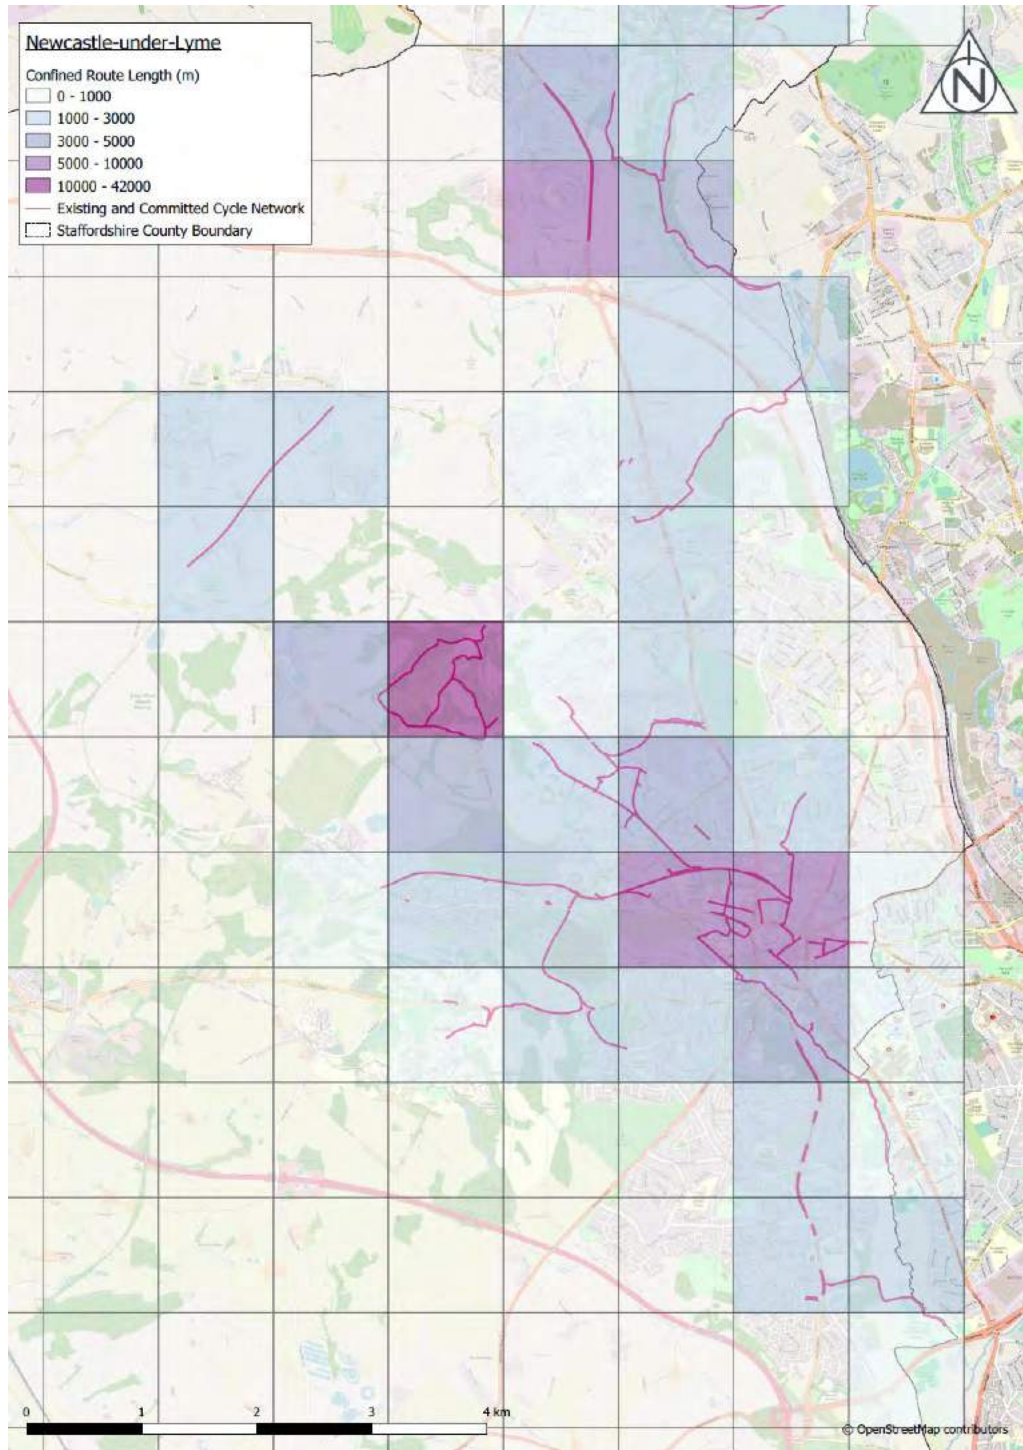 Newcastle-under-Lyme
Confined Route Length (m)
0 - 1000
1000 - 3000
3000 - 5000
5000 - 10000
10000 - 42000
Existing and Committed Cycle Network
Staffordshire County Boundary
N
0 1 2 3 4 km
© OpenStreetMap contributors